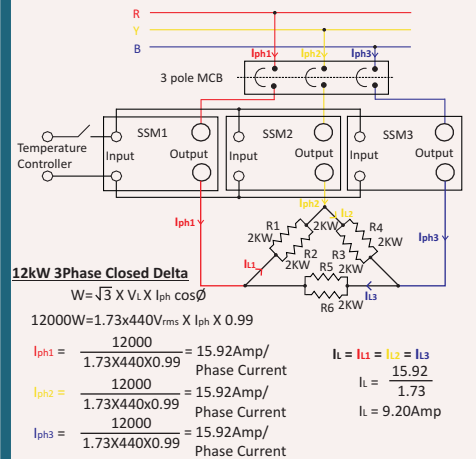 R
Y
B
Iph1 Iph2 Iph3
3 pole MCB
SSM1 SSM2 SSM3
Temperature
Controller
Input Output Input Output Input Output
Iph1 Iph2 Iph3
IL2
R1
2KW
R2
2KW
2KW
R4
2KW
R3
2KW
IL1
R5
IL3
R6
2KW
12kW 3Phase Closed Delta
W=√3 X VL X Iph cosØ
12000W=1.73x440Vrms X Iph X 0.99
Iph1 = 12000 / 1.73X440X0.99 = 15.92Amp/
Phase Current
Iph2 = 12000 / 1.73X440x0.99 = 15.92Amp/
Phase Current
Iph3 = 12000 / 1.73X440X0.99 = 15.92Amp/
Phase Current
IL = IL1 = IL2 = IL3
IL = 15.92 / 1.73
IL = 9.20Amp